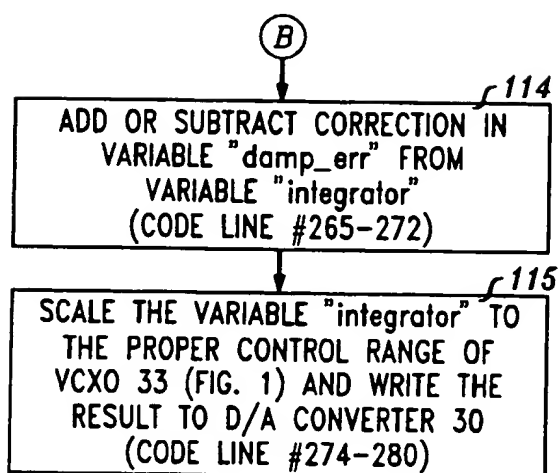 B
114
ADD OR SUBTRACT CORRECTION IN
VARIABLE "damp_err" FROM
VARIABLE "integrator"
(CODE LINE #265-272)
115
SCALE THE VARIABLE "integrator" TO
THE PROPER CONTROL RANGE OF
VCXO 33 (FIG. 1) AND WRITE THE
RESULT TO D/A CONVERTER 30
(CODE LINE #274-280)